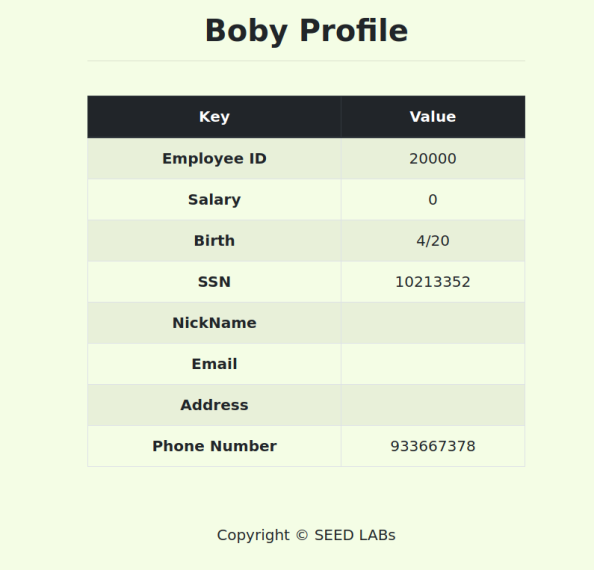 Boby Profile
Key Value
Employee ID 20000
Salary 0
Birth 4/20
SSN 10213352
NickName
Email
Address
Phone Number 933667378
Copyright © SEED LABs